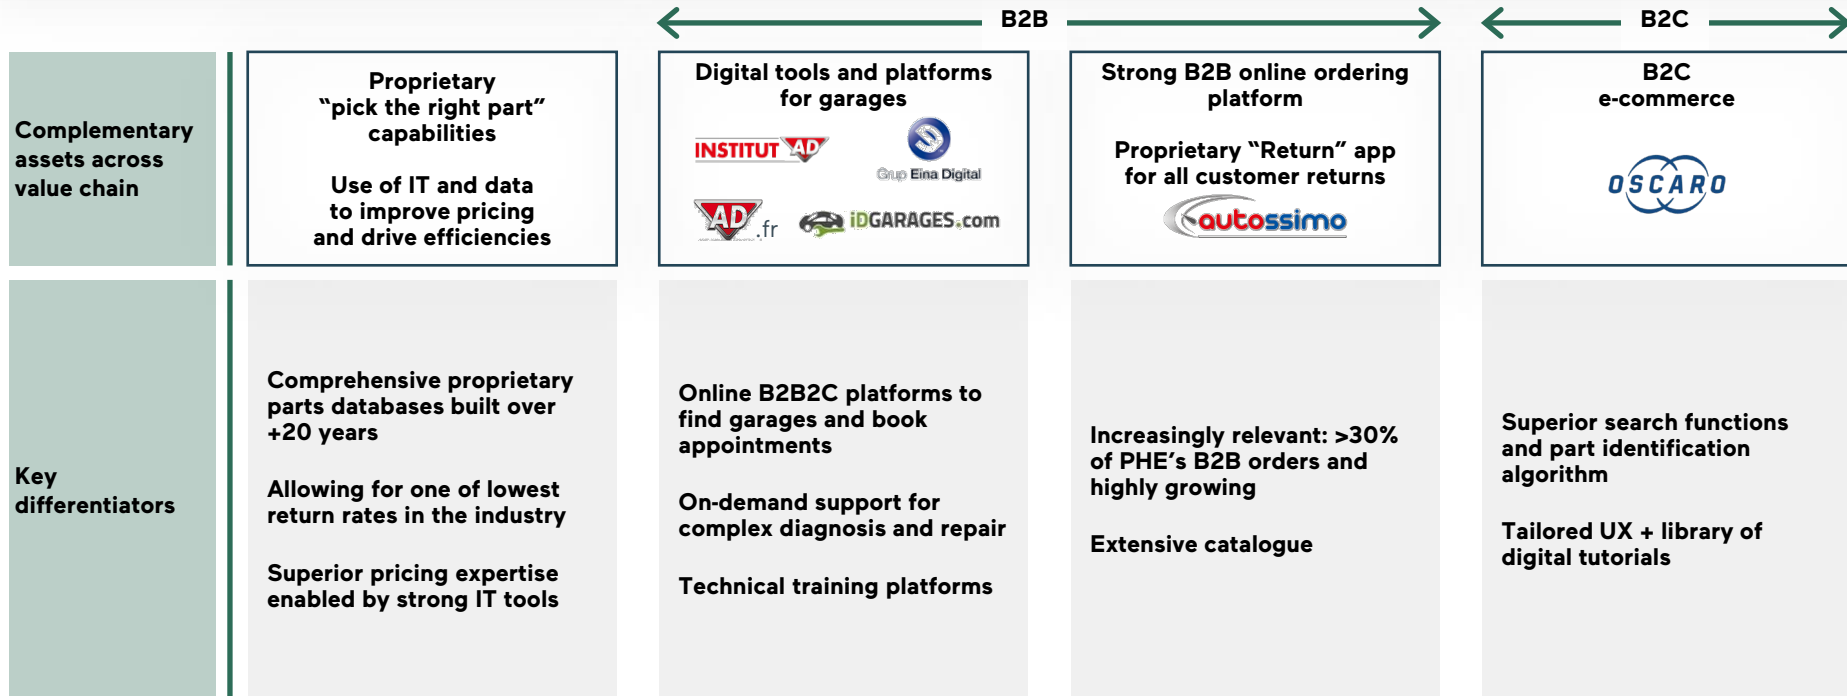 B2B
B2C
Complementary
assets across
value chain
Proprietary
“pick the right part”
capabilities
Use of IT and data
to improve pricing
and drive efficiencies
Digital tools and platforms
for garages
INSTITUT AD
Grup Eina Digital
AD .fr
iDGARAGES.com
Strong B2B online ordering
platform
Proprietary “Return” app
for all customer returns
autossimo
B2C
e-commerce
OSCARO
Key
differentiators
Comprehensive proprietary
parts databases built over
+20 years
Allowing for one of lowest
return rates in the industry
Superior pricing expertise
enabled by strong IT tools
Online B2B2C platforms to
find garages and book
appointments
On-demand support for
complex diagnosis and repair
Technical training platforms
Increasingly relevant: >30%
of PHE’s B2B orders and
highly growing
Extensive catalogue
Superior search functions
and part identification
algorithm
Tailored UX + library of
digital tutorials